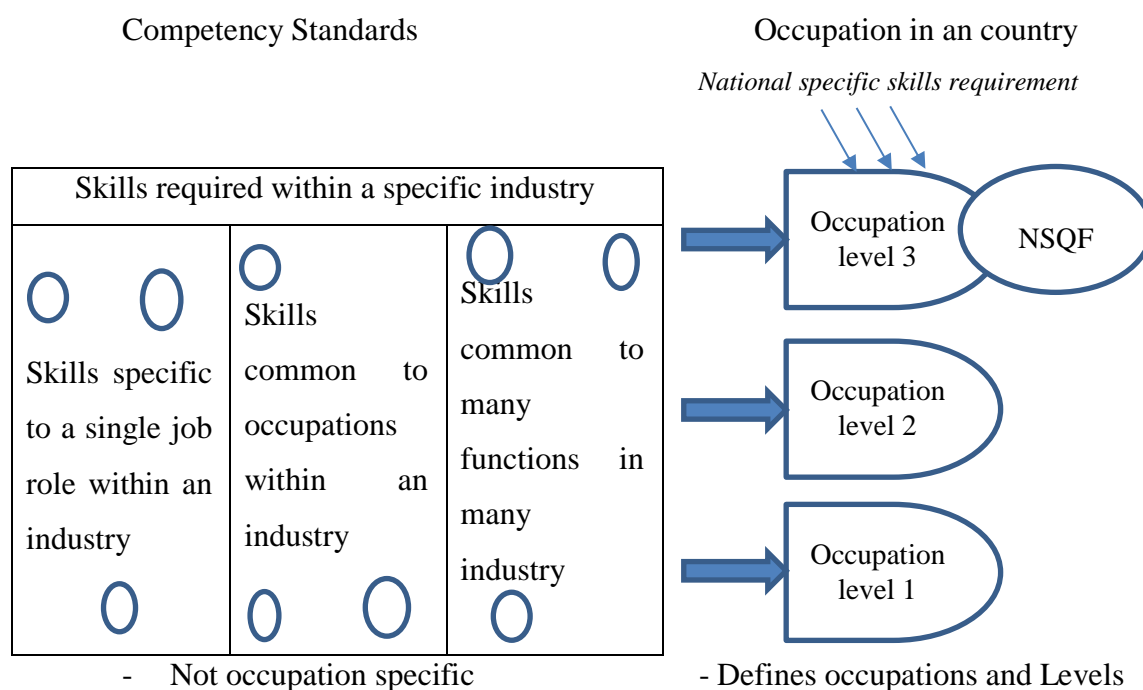 Competency Standards
Occupation in an country
National specific skills requirement
Skills required within a specific industry
Skills specific
to a single job
role within an
industry
Skills
common to
occupations
within an
industry
Skills
common to
many
functions in
many
industry
Occupation
level 3
NSQF
Occupation
level 2
Occupation
level 1
- Not occupation specific
- Defines occupations and Levels